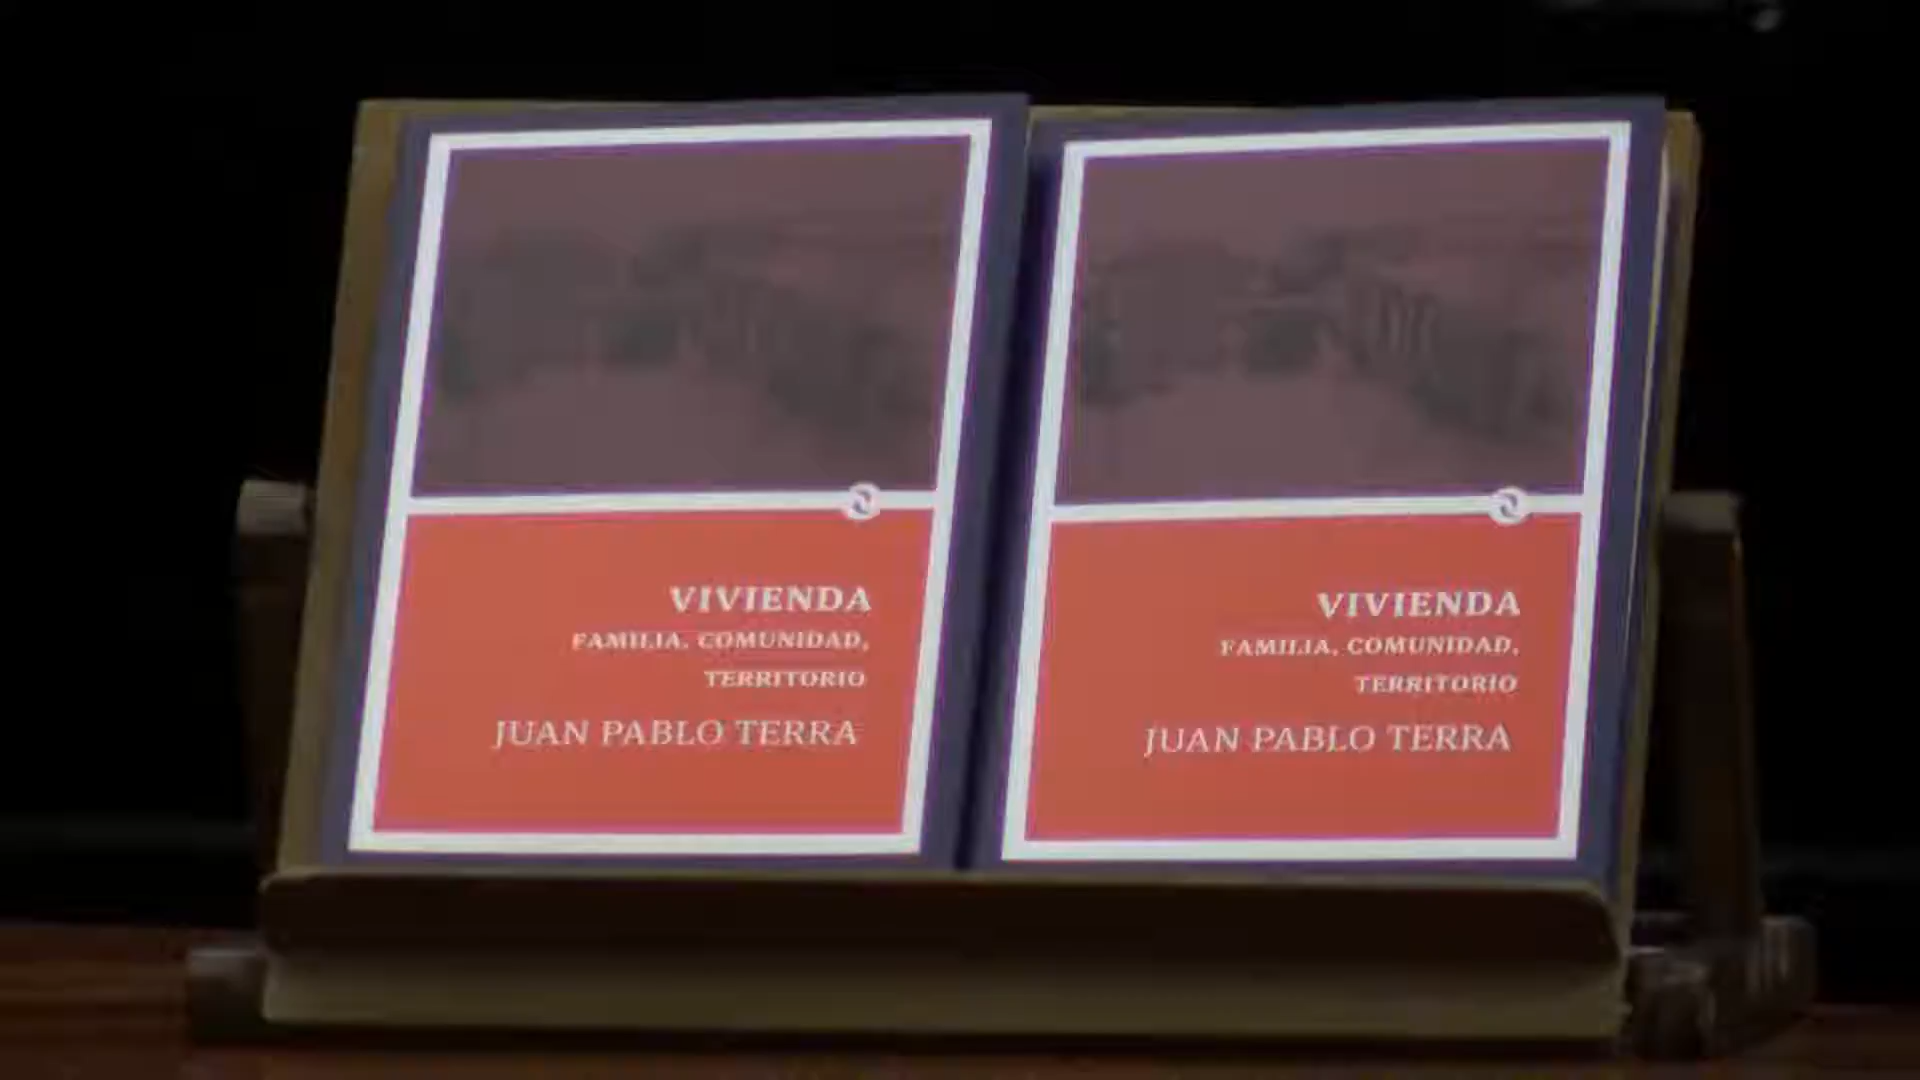 VIVIENDA
FAMILIA, COMUNIDAD,
TERRITORIO
JUAN PABLO TERRA
VIVIENDA
FAMILIA, COMUNIDAD,
TERRITORIO
JUAN PABLO TERRA